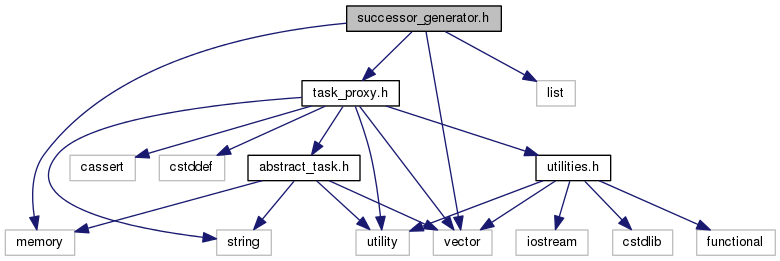 successor_generator.h
task_proxy.h
list
cassert
cstddef
abstract_task.h
utilities.h
memory
string
utility
vector
iostream
cstdlib
functional